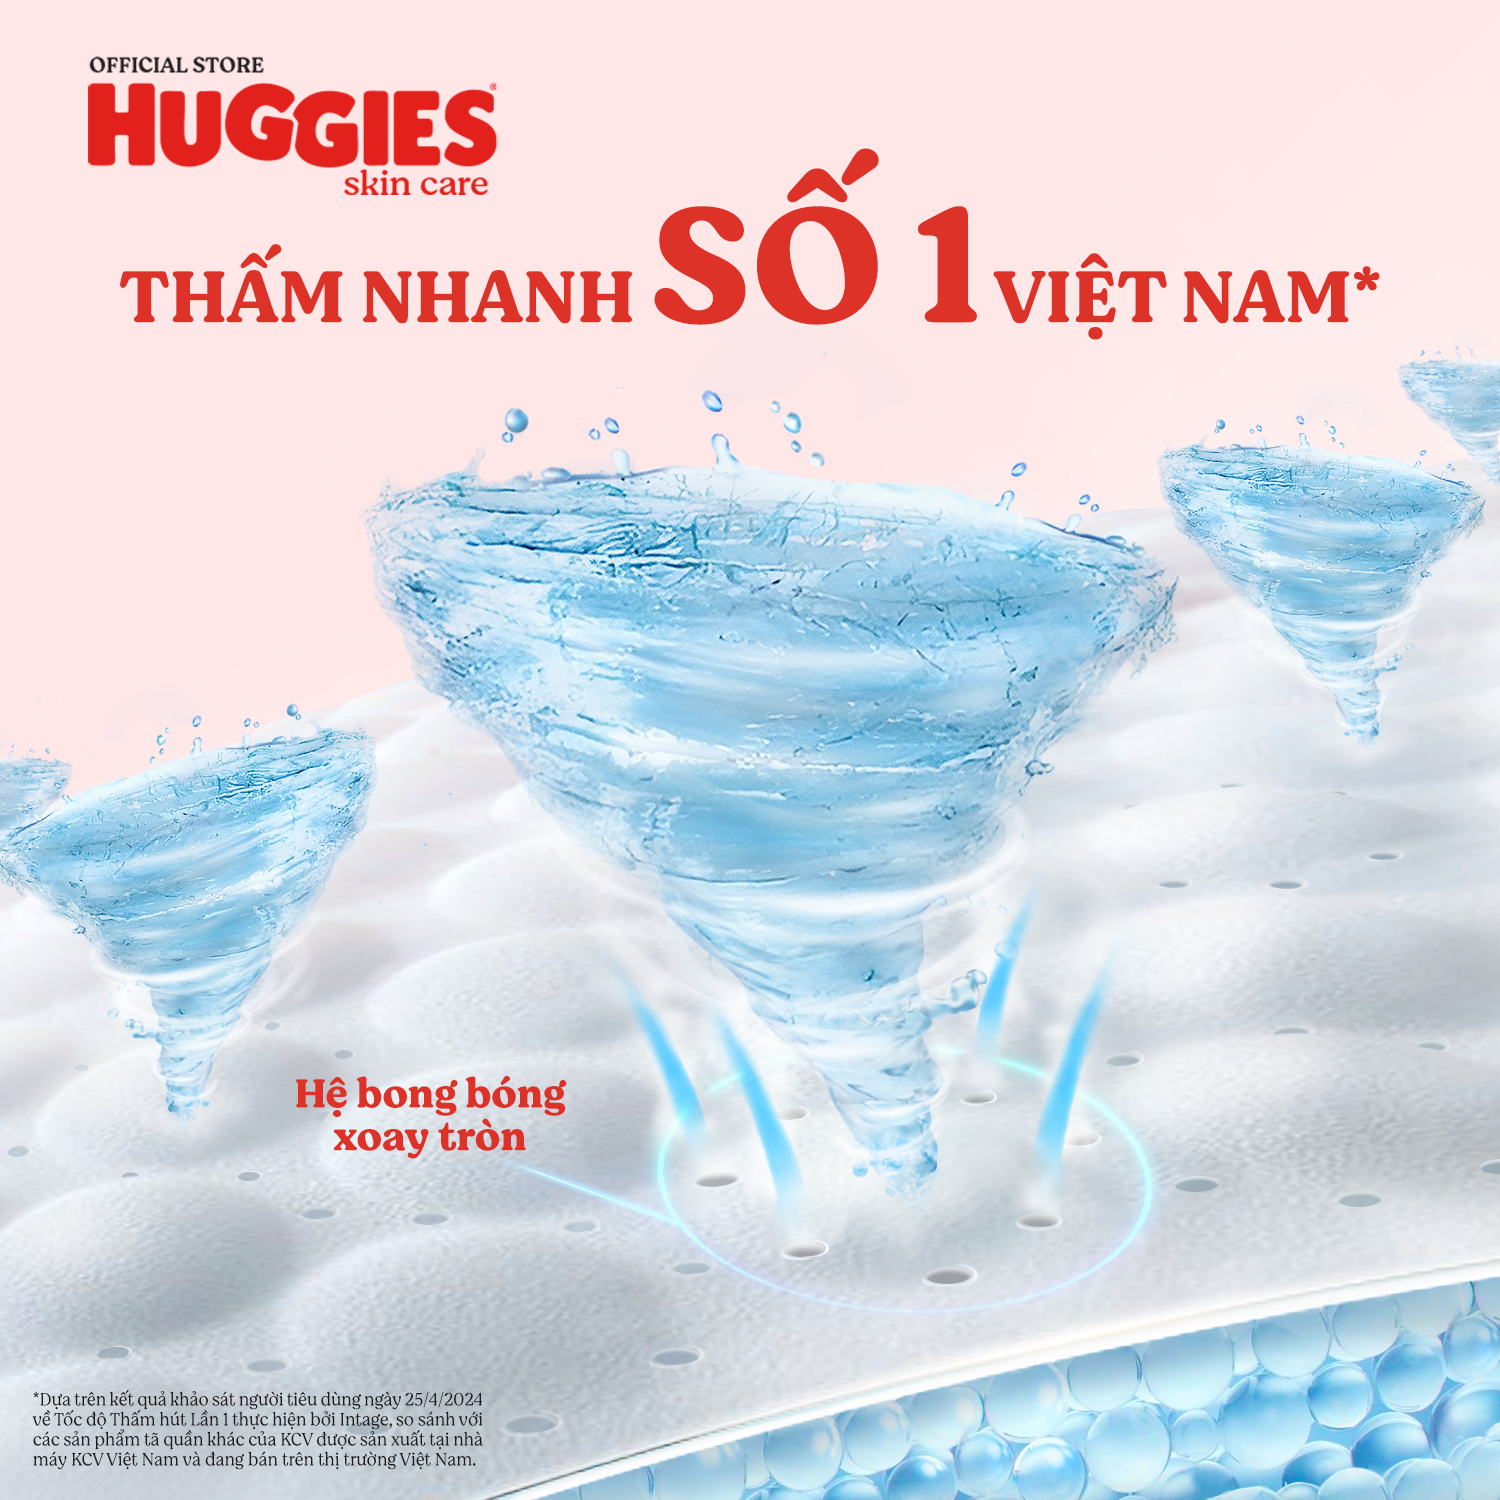 OFFICIAL STORE
HUGGIES®
skin care
THẤM NHANH SỐ 1 VIỆT NAM*
Hệ bong bóng
xoay tròn
*Dựa trên kết quả khảo sát người tiêu dùng ngày 25/4/2024
về Tốc độ Thấm hút Lần 1 thực hiện bởi Intage, so sánh với
các sản phẩm tã quần khác của KCV được sản xuất tại nhà
máy KCV Việt Nam và đang bán trên thị trường Việt Nam.